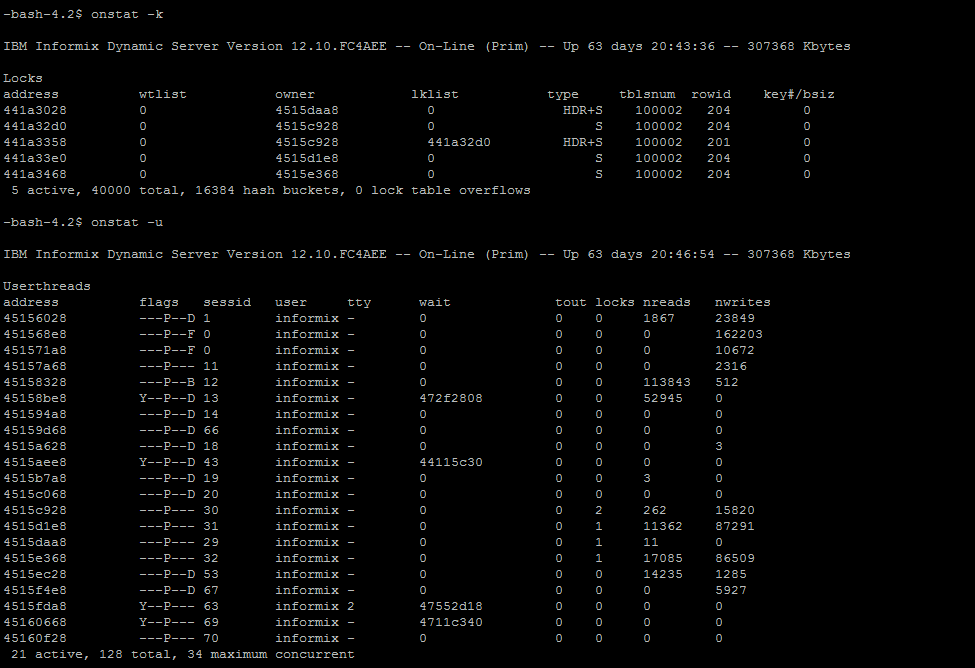 -bash-4.2$ onstat -k
IBM Informix Dynamic Server Version 12.10.FC4AEE -- On-Line (Prim) -- Up 63 days 20:43:36 -- 307368 Kbytes
Locks
address wtlist owner lklist type tblsnum rowid key#/bsiz
441a3028 0 4515daa8 0 HDR+S 100002 204 0
441a32d0 0 4515c928 0 S 100002 204 0
441a3358 0 4515c928 441a32d0 HDR+S 100002 201 0
441a33e0 0 4515d1e8 0 S 100002 204 0
441a3468 0 4515e368 0 S 100002 204 0
5 active, 40000 total, 16384 hash buckets, 0 lock table overflows
-bash-4.2$ onstat -u
IBM Informix Dynamic Server Version 12.10.FC4AEE -- On-Line (Prim) -- Up 63 days 20:46:54 -- 307368 Kbytes
Userthreads
address flags sessid user tty wait tout locks nreads nwrites
45156028 ---P--D 1 informix - 0 0 0 1867 23849
451568e8 ---P--F 0 informix - 0 0 0 0 162203
451571a8 ---P--F 0 informix - 0 0 0 0 10672
45157a68 ---P--- 11 informix - 0 0 0 0 2316
45158328 ---P--B 12 informix - 0 0 0 113843 512
45158be8 Y--P--D 13 informix - 472f2808 0 0 52945 0
451594a8 ---P--D 14 informix - 0 0 0 0 0
45159d68 ---P--D 66 informix - 0 0 0 0 0
4515a628 ---P--D 18 informix - 0 0 0 0 3
4515aee8 Y--P--D 43 informix - 44115c30 0 0 0 0
4515b7a8 ---P--D 19 informix - 0 0 0 3 0
4515c068 ---P--D 20 informix - 0 0 0 0 0
4515c928 ---P--- 30 informix - 0 0 2 262 15820
4515d1e8 ---P--- 31 informix - 0 0 1 11362 87291
4515daa8 ---P--- 29 informix - 0 0 1 11 0
4515e368 ---P--- 32 informix - 0 0 1 17085 86509
4515ec28 ---P--D 53 informix - 0 0 0 14235 1285
4515f4e8 ---P--D 67 informix - 0 0 0 0 5927
4515fda8 Y--P--- 63 informix 2 47552d18 0 0 0 0
45160668 Y--P--- 69 informix - 4711c340 0 0 0 0
45160f28 ---P--- 70 informix - 0 0 0 0 0
21 active, 128 total, 34 maximum concurrent